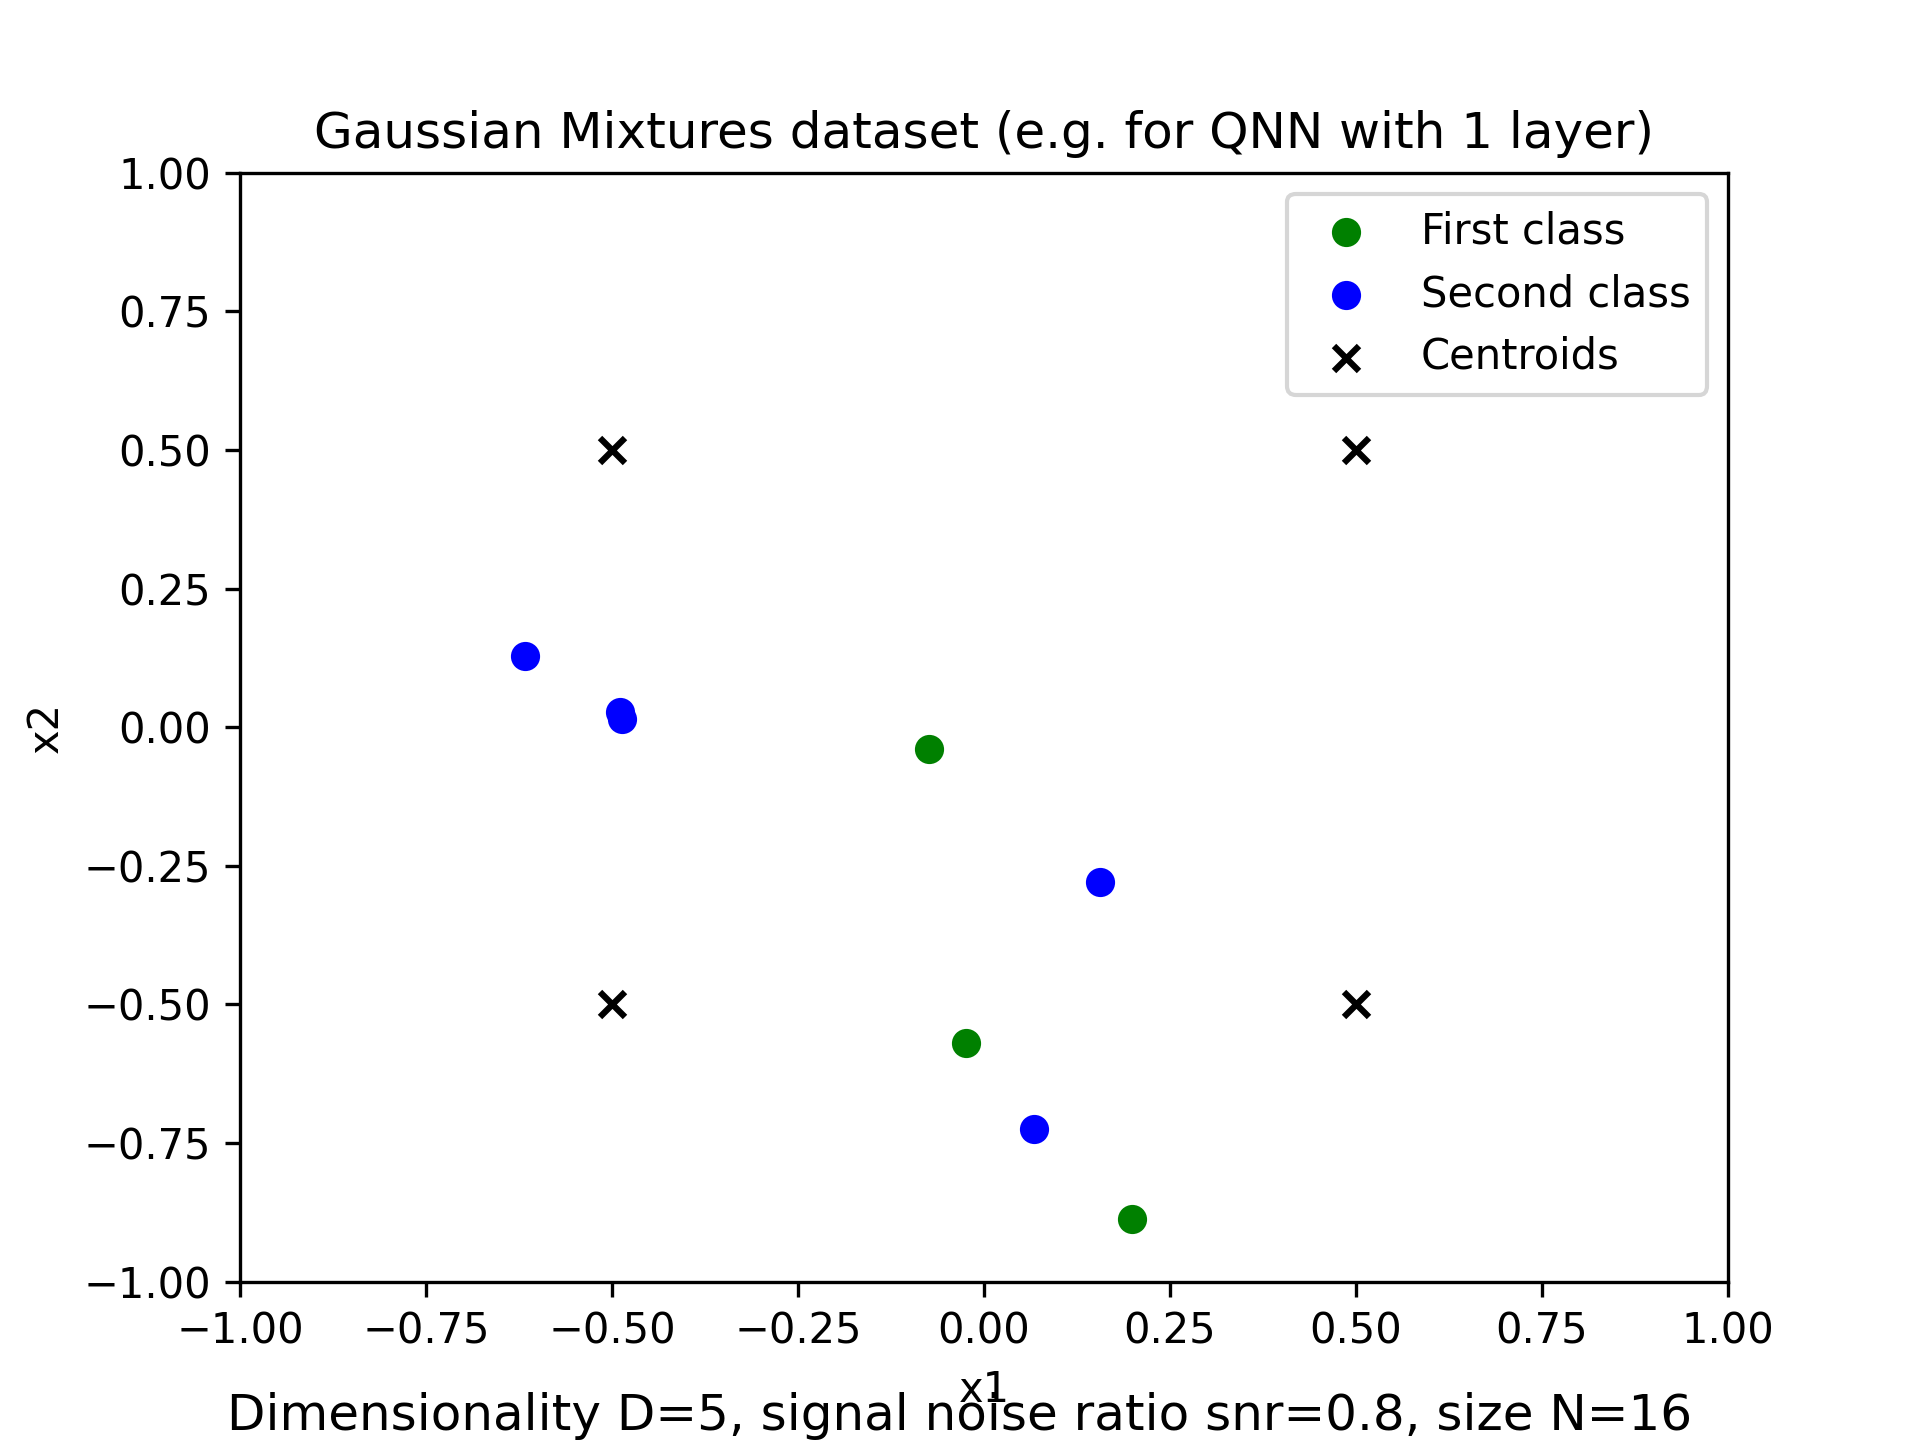 Gaussian Mixtures dataset (e.g. for QNN with 1 layer)
First class
Second class
Centroids
1.00
0.75
0.50
0.25
0.00
−0.25
−0.50
−0.75
−1.00
x2
−1.00 −0.75 −0.50 −0.25 0.00 0.25 0.50 0.75 1.00
x1
Dimensionality D=5, signal noise ratio snr=0.8, size N=16